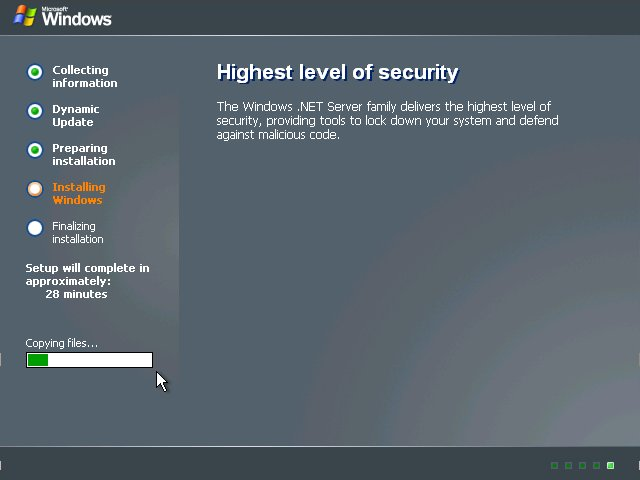 Microsoft
Windows
Collecting
information
Dynamic
Update
Preparing
installation
Installing
Windows
Finalizing
installation
Setup will complete in
approximately:
28 minutes
Copying files...
Highest level of security
The Windows .NET Server family delivers the highest level of
security, providing tools to lock down your system and defend
against malicious code.